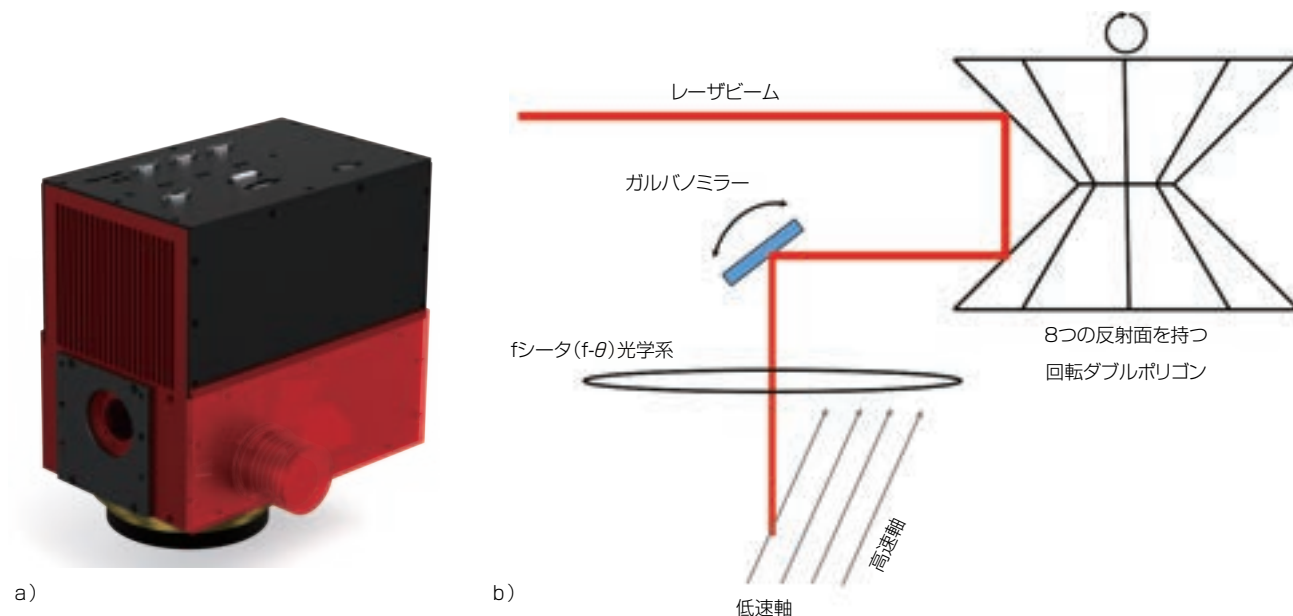 レーザビーム
ガルバノミラー
fシータ（f-θ）光学系
8つの反射面を持つ
回転ダブルポリゴン
高速軸
低速軸
a）
b）